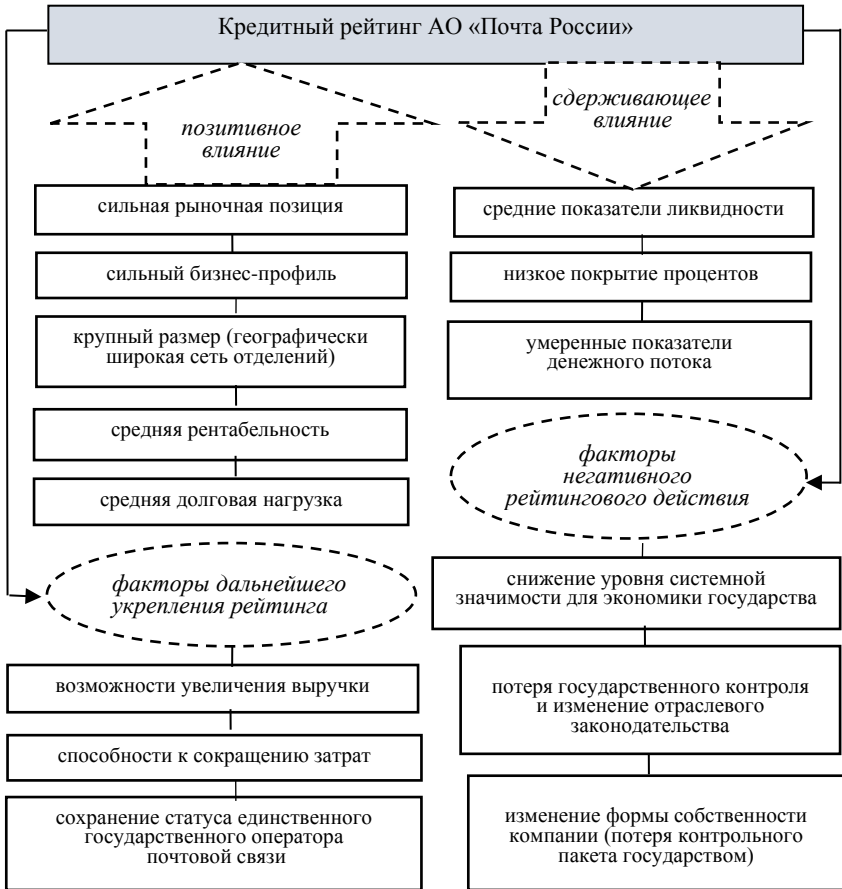 Кредитный рейтинг АО «Почта России»
позитивное
влияние
сильная рыночная позиция
сильный бизнес-профиль
крупный размер (географически
широкая сеть отделений)
средняя рентабельность
средняя долговая нагрузка
факторы дальнейшего
укрепления рейтинга
возможности увеличения выручки
способности к сокращению затрат
сохранение статуса единственного
государственного оператора
почтовой связи
сдерживающее
влияние
средние показатели ликвидности
низкое покрытие процентов
умеренные показатели
денежного потока
факторы
негативного
рейтингового действия
снижение уровня системной
значимости для экономики государства
потеря государственного контроля
и изменение отраслевого
законодательства
изменение формы собственности
компании (потеря контрольного
пакета государством)